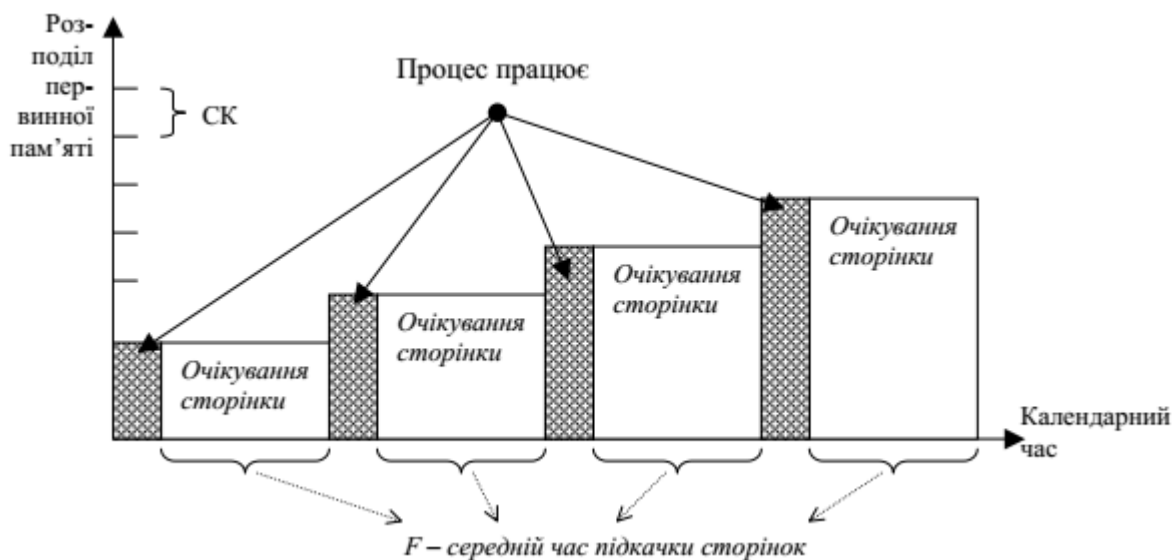 Роз-
поділ
пер-
винної
пам’яті
СК
Процес працює
Очікування
сторінки
Очікування
сторінки
Очікування
сторінки
Очікування
сторінки
Календарний
час
F – середній час підкачки сторінок